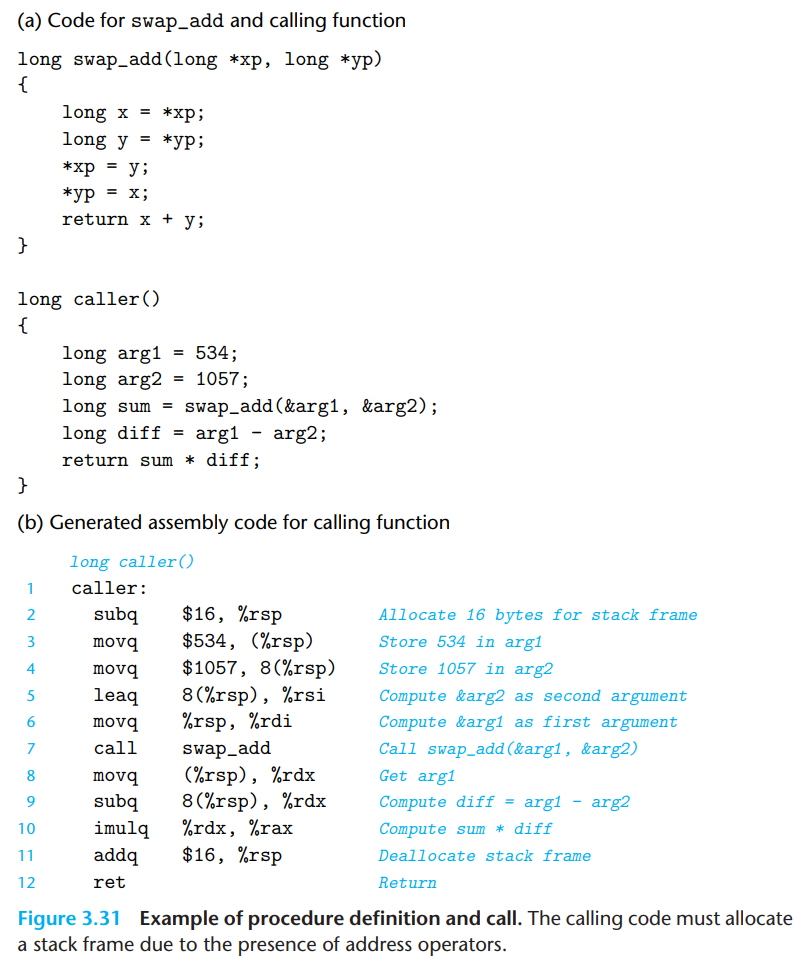 (a) Code for swap_add and calling function
long swap_add(long *xp, long *yp)
{
    long x = *xp;
    long y = *yp;
    *xp = y;
    *yp = x;
    return x + y;
}
long caller()
{
    long arg1 = 534;
    long arg2 = 1057;
    long sum = swap_add(&arg1, &arg2);
    long diff = arg1 - arg2;
    return sum * diff;
}
(b) Generated assembly code for calling function
long caller()
1 caller:
2 subq $16, %rsp Allocate 16 bytes for stack frame
3 movq $534, (%rsp) Store 534 in arg1
4 movq $1057, 8(%rsp) Store 1057 in arg2
5 leaq 8(%rsp), %rsi Compute &arg2 as second argument
6 movq %rsp, %rdi Compute &arg1 as first argument
7 call swap_add Call swap_add(&arg1, &arg2)
8 movq (%rsp), %rdx Get arg1
9 subq 8(%rsp), %rdx Compute diff = arg1 - arg2
10 imulq %rdx, %rax Compute sum * diff
11 addq $16, %rsp Deallocate stack frame
12 ret Return
Figure 3.31 Example of procedure definition and call. The calling code must allocate
a stack frame due to the presence of address operators.